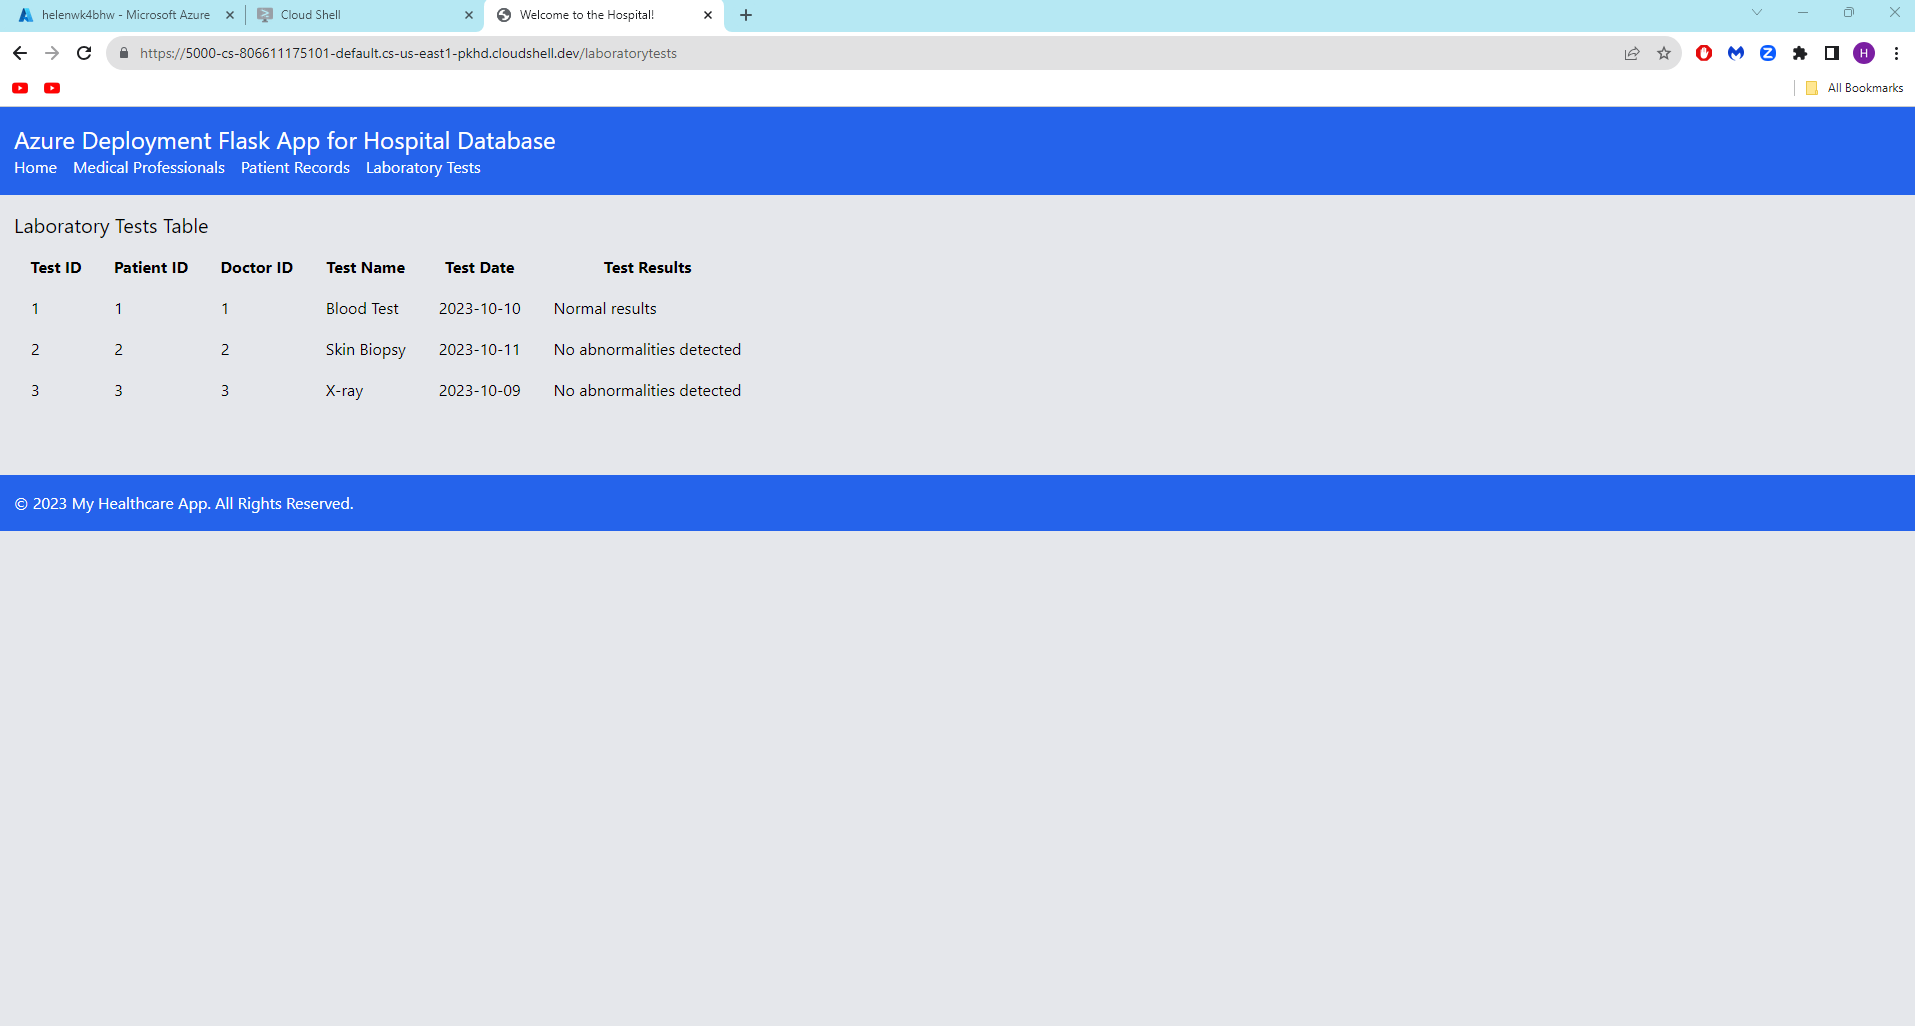 helenwk4bhw - Microsoft Azure
Cloud Shell
Welcome to the Hospital!
https://5000-cs-806611175101-default.cs-us-east1-pkhd.cloudshell.dev/laboratorytests
H
All Bookmarks
Azure Deployment Flask App for Hospital Database
Home Medical Professionals Patient Records Laboratory Tests
Laboratory Tests Table
Test ID Patient ID Doctor ID Test Name Test Date Test Results
1 1 1 Blood Test 2023-10-10 Normal results
2 2 2 Skin Biopsy 2023-10-11 No abnormalities detected
3 3 3 X-ray 2023-10-09 No abnormalities detected
© 2023 My Healthcare App. All Rights Reserved.